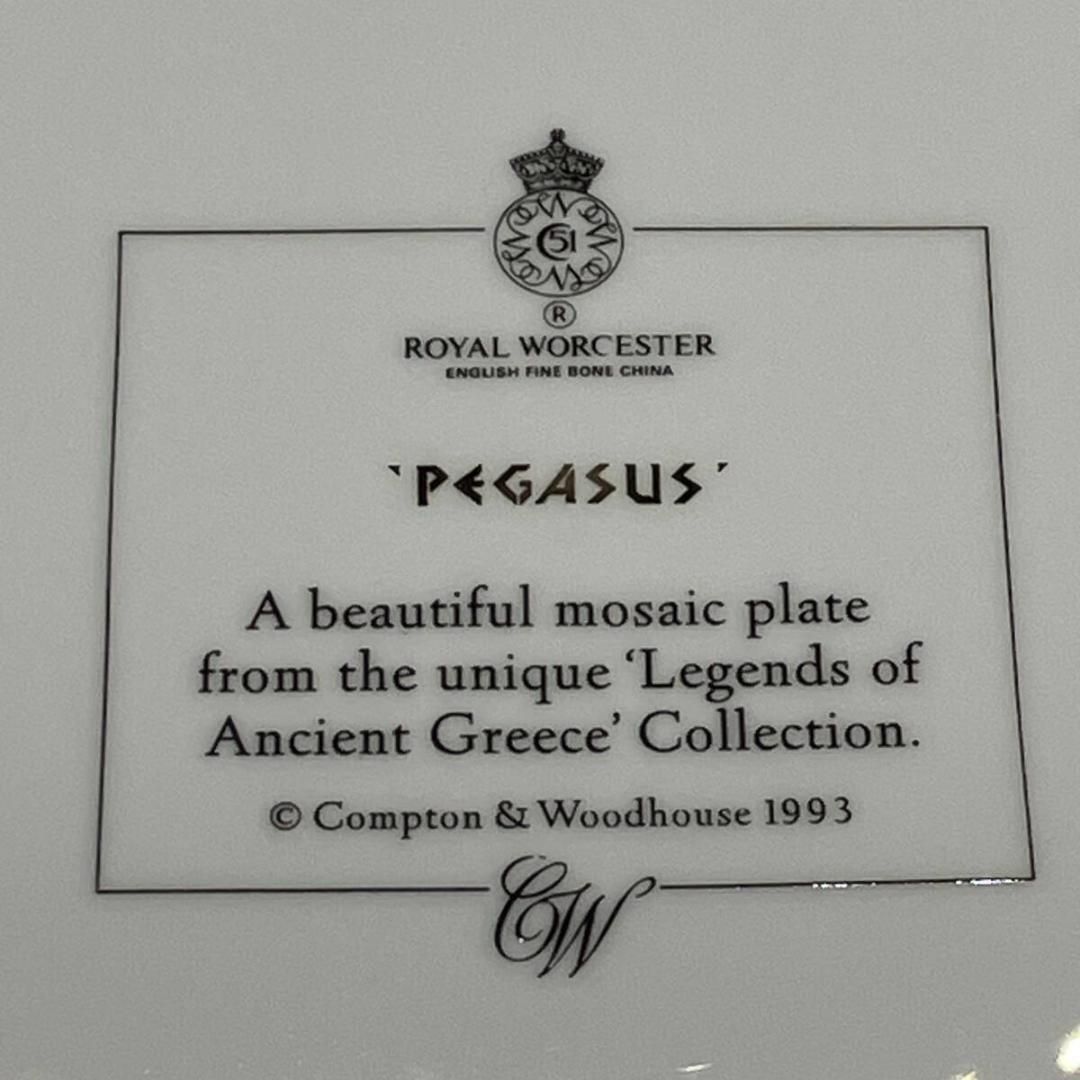 51
®
ROYAL WORCESTER
ENGLISH FINE BONE CHINA
'PEGASUS'
A beautiful mosaic plate
from the unique ‘Legends of
Ancient Greece’ Collection.
© Compton & Woodhouse 1993
CW